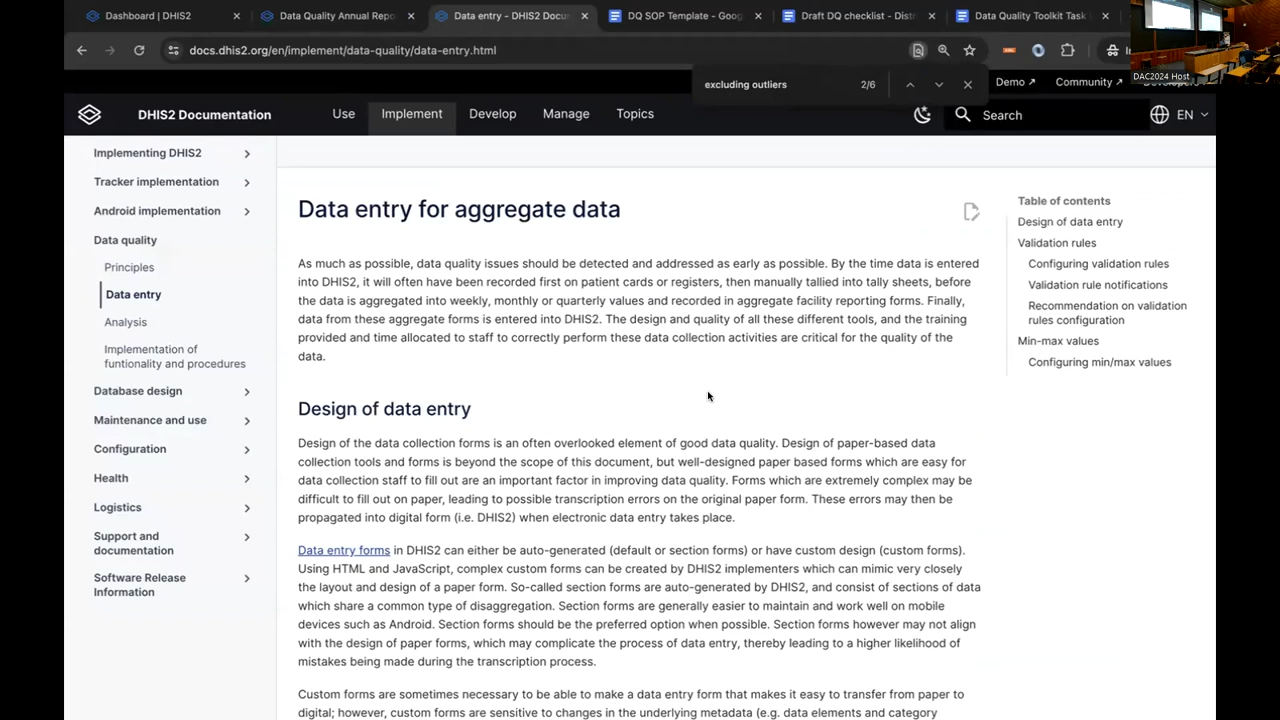 Dashboard | DHIS2
Data Quality Annual Repo
Data entry - DHIS2 Docu
DQ SOP Template - Goo
Draft DQ checklist - Dist
Data Quality Toolkit Task
docs.dhis2.org/en/implement/data-quality/data-entry.html
DAC2024 Host
excluding outliers 2/6
Demo
Community
DHIS2 Documentation
Use
Implement
Develop
Manage
Topics
Search
EN
Implementing DHIS2
Tracker implementation
Android implementation
Data quality
Principles
Data entry
Analysis
Implementation of
funtionality and procedures
Database design
Maintenance and use
Configuration
Health
Logistics
Support and
documentation
Software Release
Information
Data entry for aggregate data
As much as possible, data quality issues should be detected and addressed as early as possible. By the time data is entered
into DHIS2, it will often have been recorded first on patient cards or registers, then manually tallied into tally sheets, before
the data is aggregated into weekly, monthly or quarterly values and recorded in aggregate facility reporting forms. Finally,
data from these aggregate forms is entered into DHIS2. The design and quality of all these different tools, and the training
provided and time allocated to staff to correctly perform these data collection activities are critical for the quality of the
data.
Design of data entry
Design of the data collection forms is an often overlooked element of good data quality. Design of paper-based data
collection tools and forms is beyond the scope of this document, but well-designed paper based forms which are easy for
data collection staff to fill out are an important factor in improving data quality. Forms which are extremely complex may be
difficult to fill out on paper, leading to possible transcription errors on the original paper form. These errors may then be
propagated into digital form (i.e. DHIS2) when electronic data entry takes place.
Data entry forms in DHIS2 can either be auto-generated (default or section forms) or have custom design (custom forms).
Using HTML and JavaScript, complex custom forms can be created by DHIS2 implementers which can mimic very closely
the layout and design of a paper form. So-called section forms are auto-generated by DHIS2, and consist of sections of data
which share a common type of disaggregation. Section forms are generally easier to maintain and work well on mobile
devices such as Android. Section forms should be the preferred option when possible. Section forms however may not align
with the design of paper forms, which may complicate the process of data entry, thereby leading to a higher likelihood of
mistakes being made during the transcription process.
Custom forms are sometimes necessary to be able to make a data entry form that makes it easy to transfer from paper to
digital; however, custom forms are sensitive to changes in the underlying metadata (e.g. data elements and category
Table of contents
Design of data entry
Validation rules
Configuring validation rules
Validation rule notifications
Recommendation on validation
rules configuration
Min-max values
Configuring min/max values